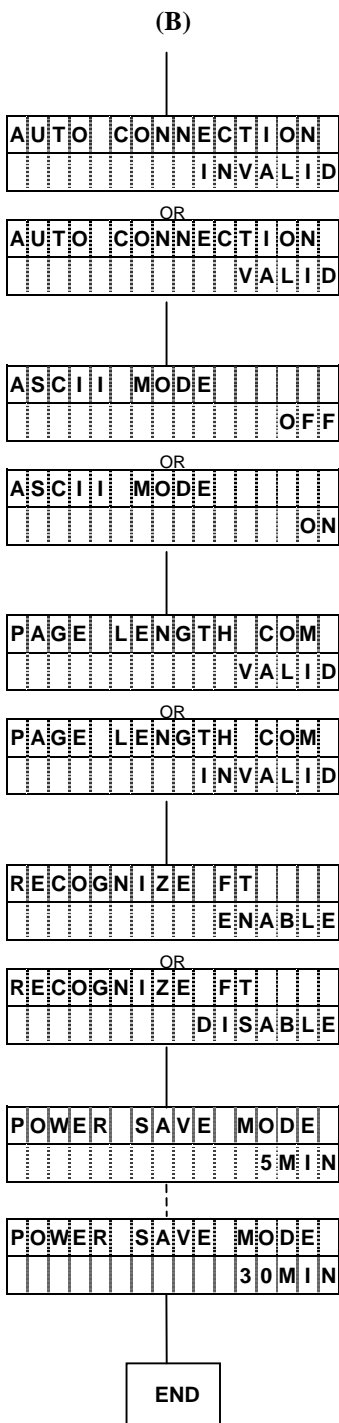 (B)
AUTO CONNECTION
INVALID
OR
AUTO CONNECTION
VALID
ASCII MODE
OFF
OR
ASCII MODE
ON
PAGE LENGTH COM
VALID
OR
PAGE LENGTH COM
INVALID
RECOGNIZE FT
ENABLE
OR
RECOGNIZE FT
DISABLE
POWER SAVE MODE
5MIN
POWER SAVE MODE
30MIN
END